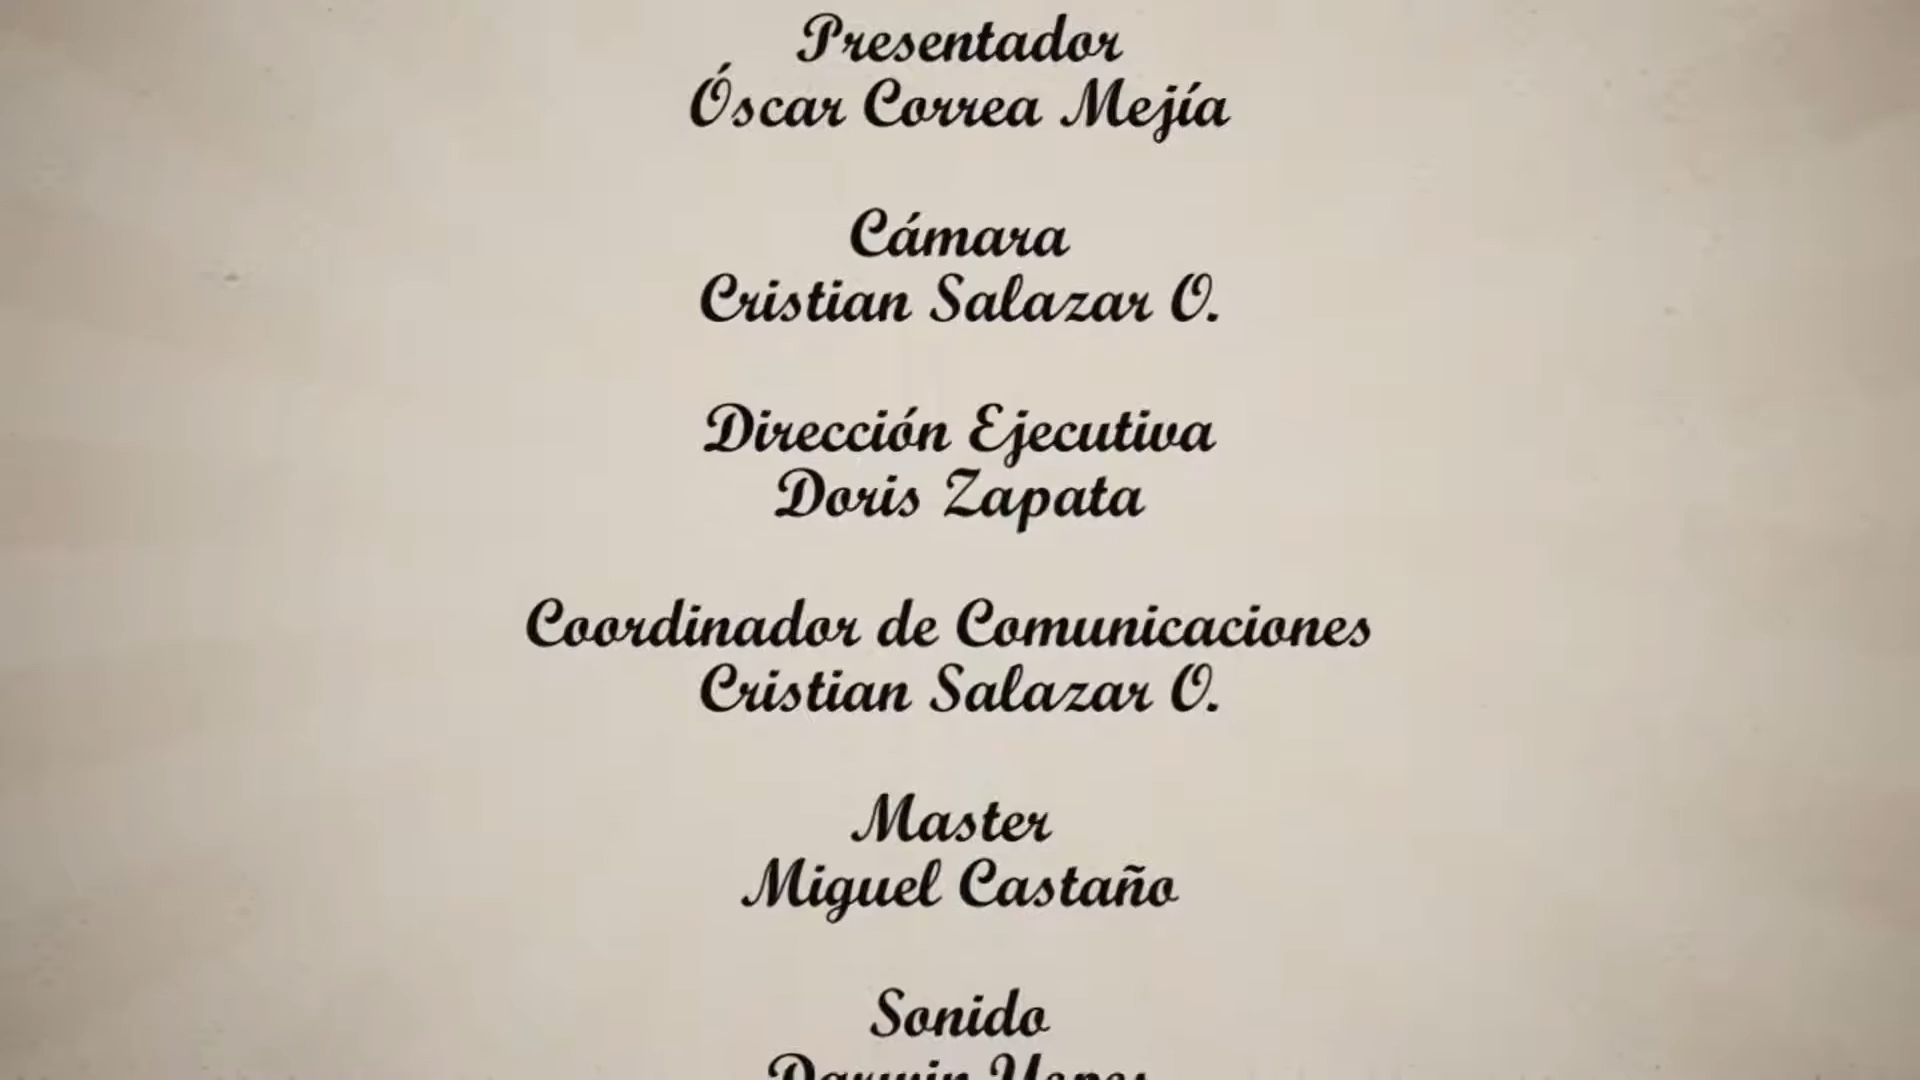 Presentador
Óscar Correa Mejía
Cámara
Cristian Salazar O.
Dirección Ejecutiva
Doris Zapata
Coordinador de Comunicaciones
Cristian Salazar O.
Master
Miguel Castaño
Sonido